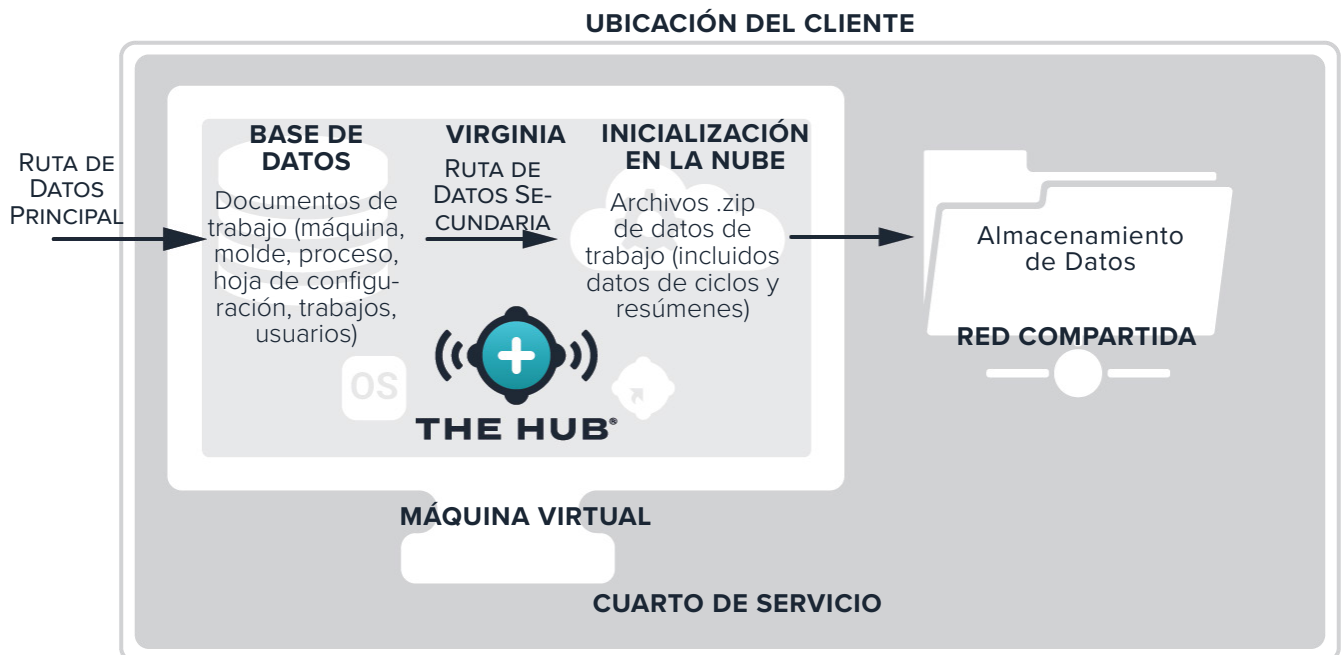 UBICACIÓN DEL CLIENTE
RUTA DE
DATOS
PRINCIPAL
BASE DE
DATOS
Documentos de
trabajo (máquina,
molde, proceso,
hoja de configu-
ración, trabajos,
usuarios)
VIRGINIA
RUTA DE
DATOS SE-
CUNDARIA
INICIALIZACIÓN
EN LA NUBE
Archivos .zip
de datos de
trabajo (incluidos
datos de ciclos y
resúmenes)
Almacenamiento
de Datos
RED COMPARTIDA
OS
THE HUB®
MÁQUINA VIRTUAL
CUARTO DE SERVICIO